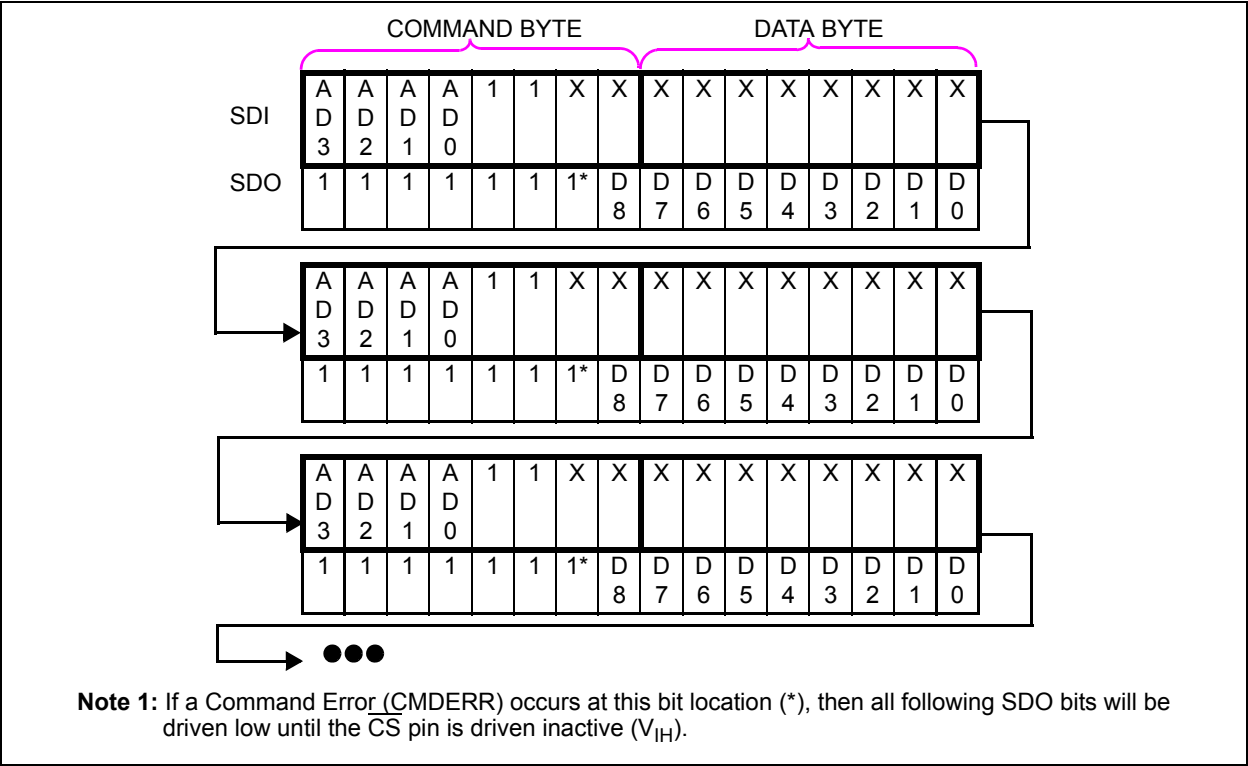 COMMAND BYTE DATA BYTE
SDI A A A A 1 1 X X X X X X X X X X
D D D D
3 2 1 0
SDO 1 1 1 1 1 1 1* D D D D D D D D D
8 7 6 5 4 3 2 1 0
A A A A 1 1 X X X X X X X X X X
D D D D
3 2 1 0
1 1 1 1 1 1 1* D D D D D D D D D
8 7 6 5 4 3 2 1 0
A A A A 1 1 X X X X X X X X X X
D D D D
3 2 1 0
1 1 1 1 1 1 1* D D D D D D D D D
8 7 6 5 4 3 2 1 0
Note 1: If a Command Error (CMDERR) occurs at this bit location (*), then all following SDO bits will be
driven low until the CS pin is driven inactive (VIH).